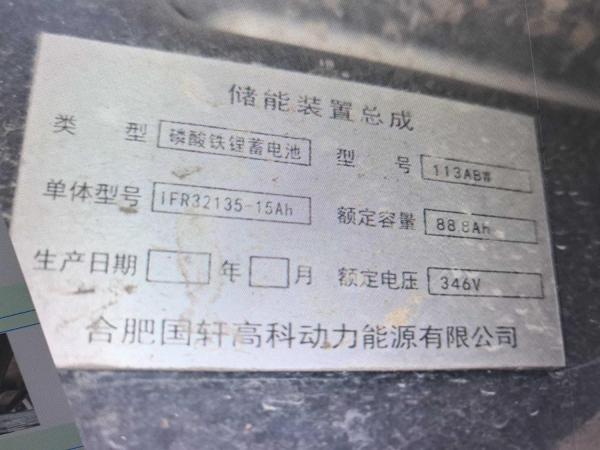 储能装置总成
类 型 磷酸铁锂蓄电池 型 号 113AB#
单体型号 IFR32135-15Ah 额定容量 88.8AH
生产日期 年 月 额定电压 346V
合肥国轩高科动力能源有限公司